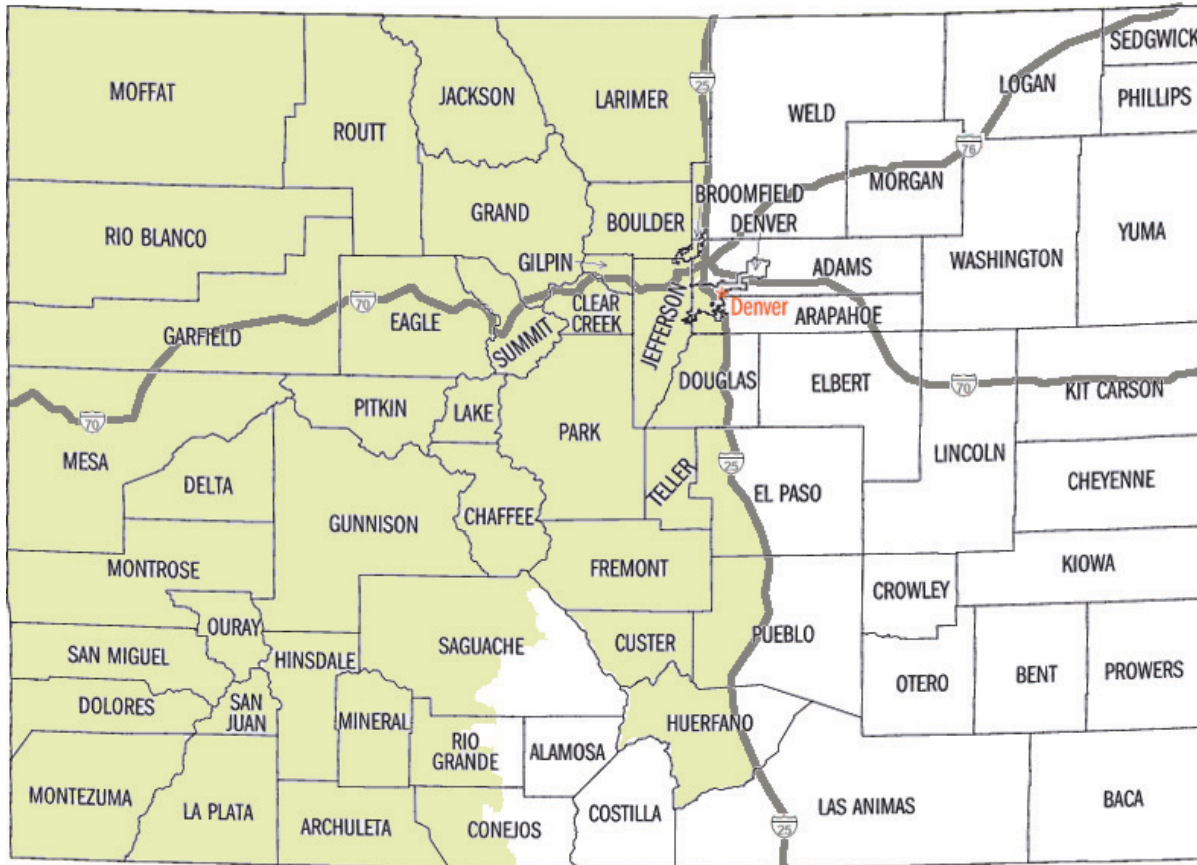 SEDGWICK
MOFFAT
JACKSON
LARIMER
25
WELD
LOGAN
PHILLIPS
ROUTT
76
MORGAN
BROOMFIELD
DENVER
GRAND
BOULDER
YUMA
RIO BLANCO
WASHINGTON
GILPIN
ADAMS
70
CLEAR
CREEK
Denver
ARAPAHOE
EAGLE
GARFIELD
SUMMIT
JEFFERSON
DOUGLAS
ELBERT
70
KIT CARSON
PITKIN
LAKE
PARK
70
MESA
LINCOLN
25
TELLER
DELTA
CHEYENNE
EL PASO
GUNNISON
CHAFFEE
MONTROSE
FREMONT
KIOWA
CROWLEY
OURAY
SAGUACHE
CUSTER
PUEBLO
SAN MIGUEL
HINSDALE
OTERO
BENT
PROWERS
DOLORES
SAN
JUAN
MINERAL
HUERFANO
RIO
GRANDE
ALAMOSA
MONTEZUMA
LA PLATA
ARCHULETA
CONEJOS
COSTILLA
LAS ANIMAS
BACA
25